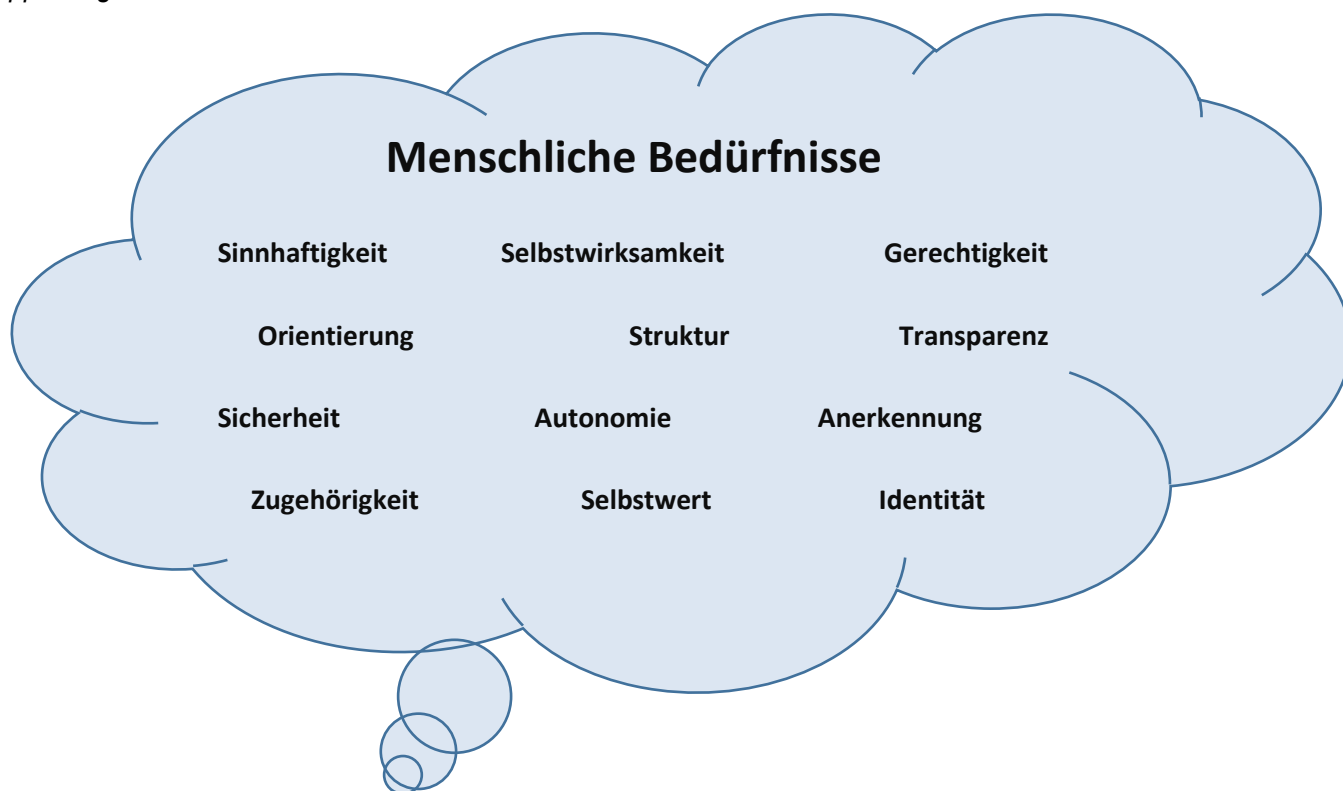 Menschliche Bedürfnisse
Sinnhaftigkeit Selbstwirksamkeit Gerechtigkeit
Orientierung Struktur Transparenz
Sicherheit Autonomie Anerkennung
Zugehörigkeit Selbstwert Identität